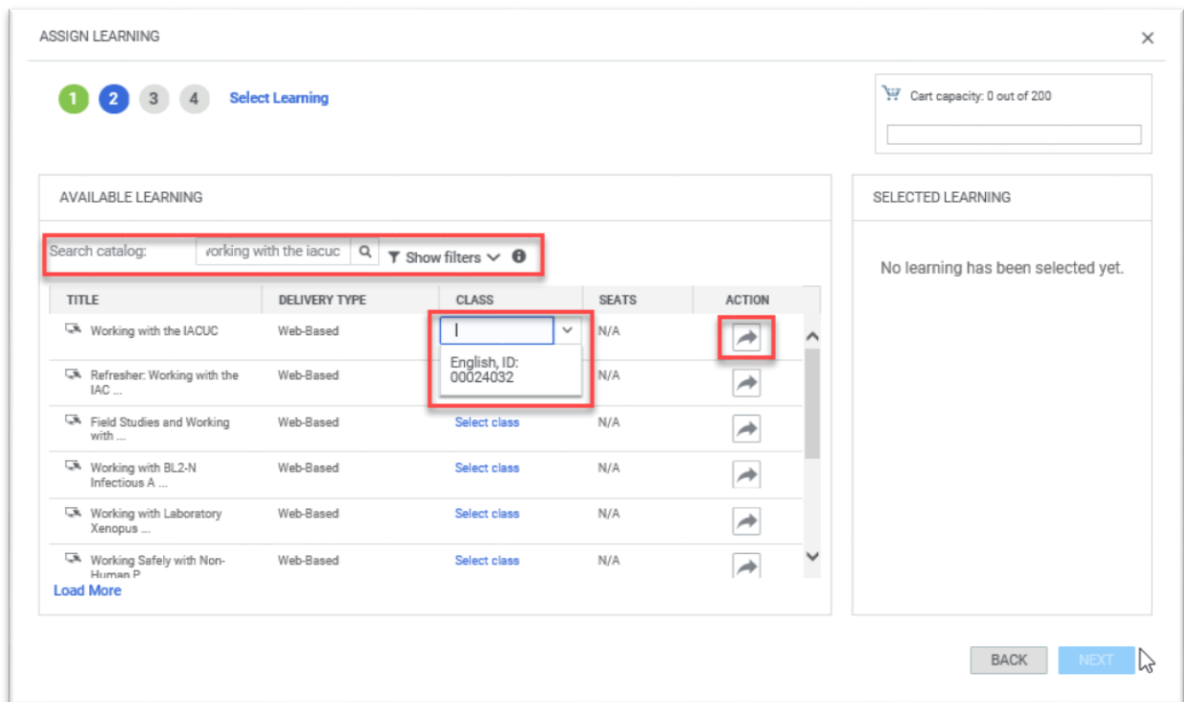 ASSIGN LEARNING
1 2 3 4 Select Learning
Cart capacity: 0 out of 200
AVAILABLE LEARNING
SELECTED LEARNING
Search catalog: orking with the iacuc Show filters
No learning has been selected yet.
TITLE DELIVERY TYPE CLASS SEATS ACTION
Working with the IACUC Web-Based N/A
English, ID:
00024032
Refresher: Working with the
IAC ... Web-Based N/A
Field Studies and Working
with ... Web-Based Select class N/A
Working with BL2-N
Infectious A ... Web-Based Select class N/A
Working with Laboratory
Xenopus ... Web-Based Select class N/A
Working Safely with Non-
Human P Web-Based Select class N/A
Load More
BACK NEXT